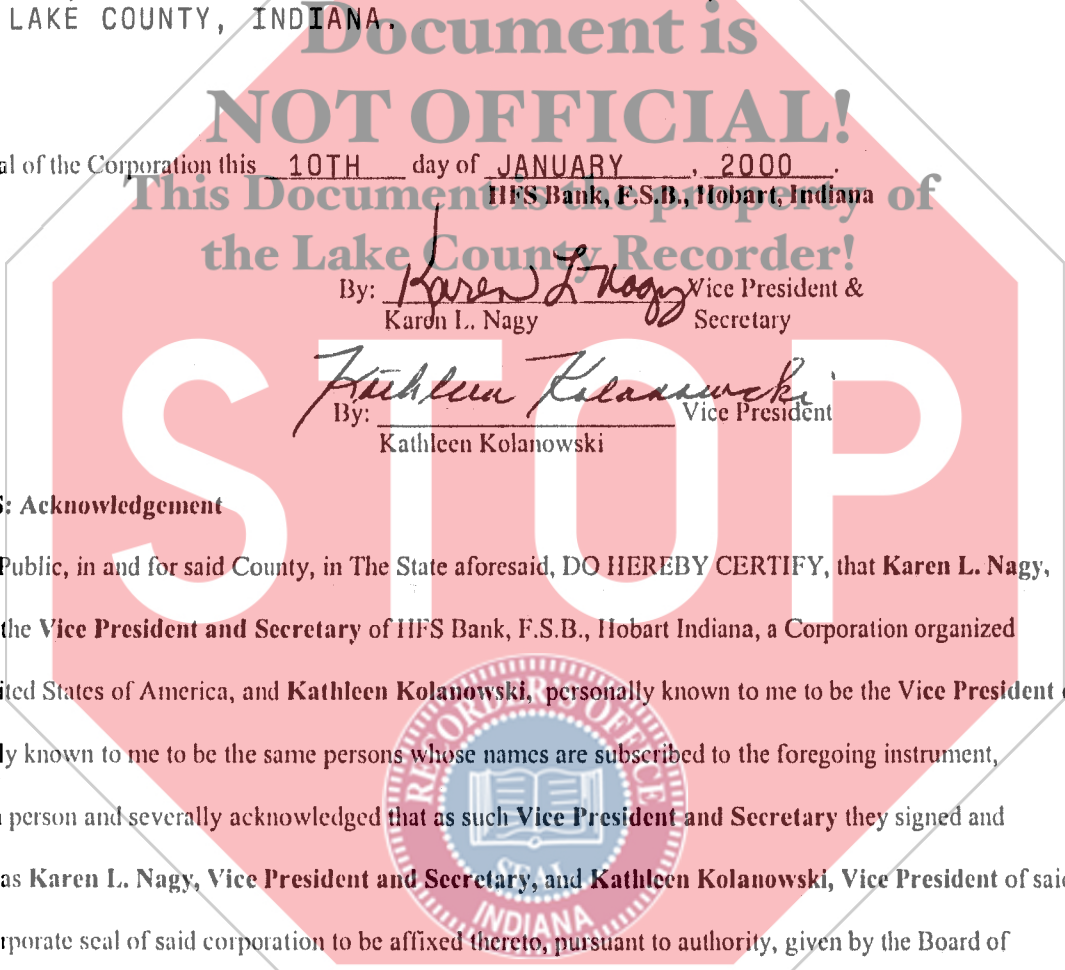 LAKE COUNTY, INDIANA.
Document is
NOT OFFICIAL!
al of the Corporation this 10TH day of JANUARY , 2000 .
This Document is the property of
HFS Bank, F.S.B., Hobart, Indiana
the Lake County Recorder!
By: Karen L Nagy Vice President &
Karen L. Nagy Secretary
STOP
Kathleen Kolanowski
By: Vice President
Kathleen Kolanowski
S: Acknowledgement
Public, in and for said County, in The State aforesaid, DO HEREBY CERTIFY, that Karen L. Nagy,
the Vice President and Secretary of HFS Bank, F.S.B., Hobart Indiana, a Corporation organized
ited States of America, and Kathleen Kolanowski, personally known to me to be the Vice President
ly known to me to be the same persons whose names are subscribed to the foregoing instrument,
person and severally acknowledged that as such Vice President and Secretary they signed and
as Karen L. Nagy, Vice President and Secretary, and Kathleen Kolanowski, Vice President of said
rporate seal of said corporation to be affixed thereto, pursuant to authority, given by the Board of
RECORDER'S OFFICE
SEAL
INDIANA